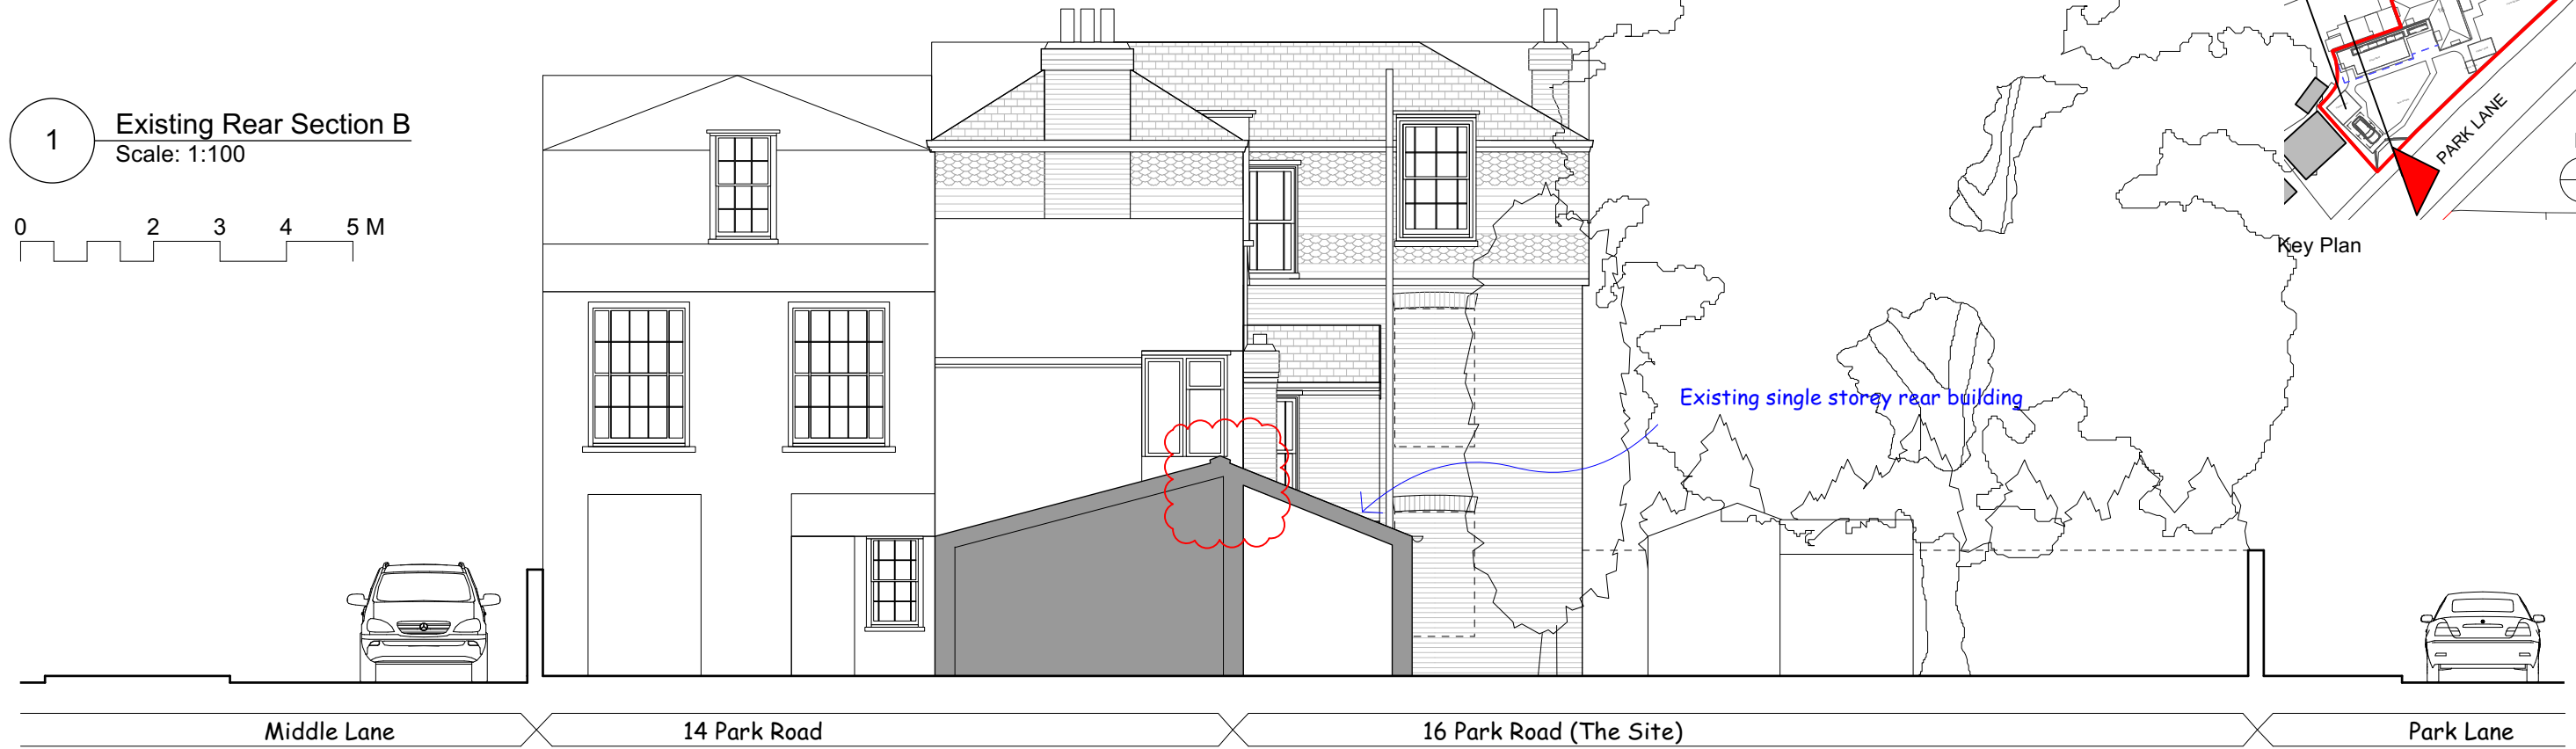 1
Existing Rear Section B
Scale: 1:100
0 2 3 4 5 M
PARK LANE
Key Plan
Existing single storey rear building
Middle Lane
14 Park Road
16 Park Road (The Site)
Park Lane